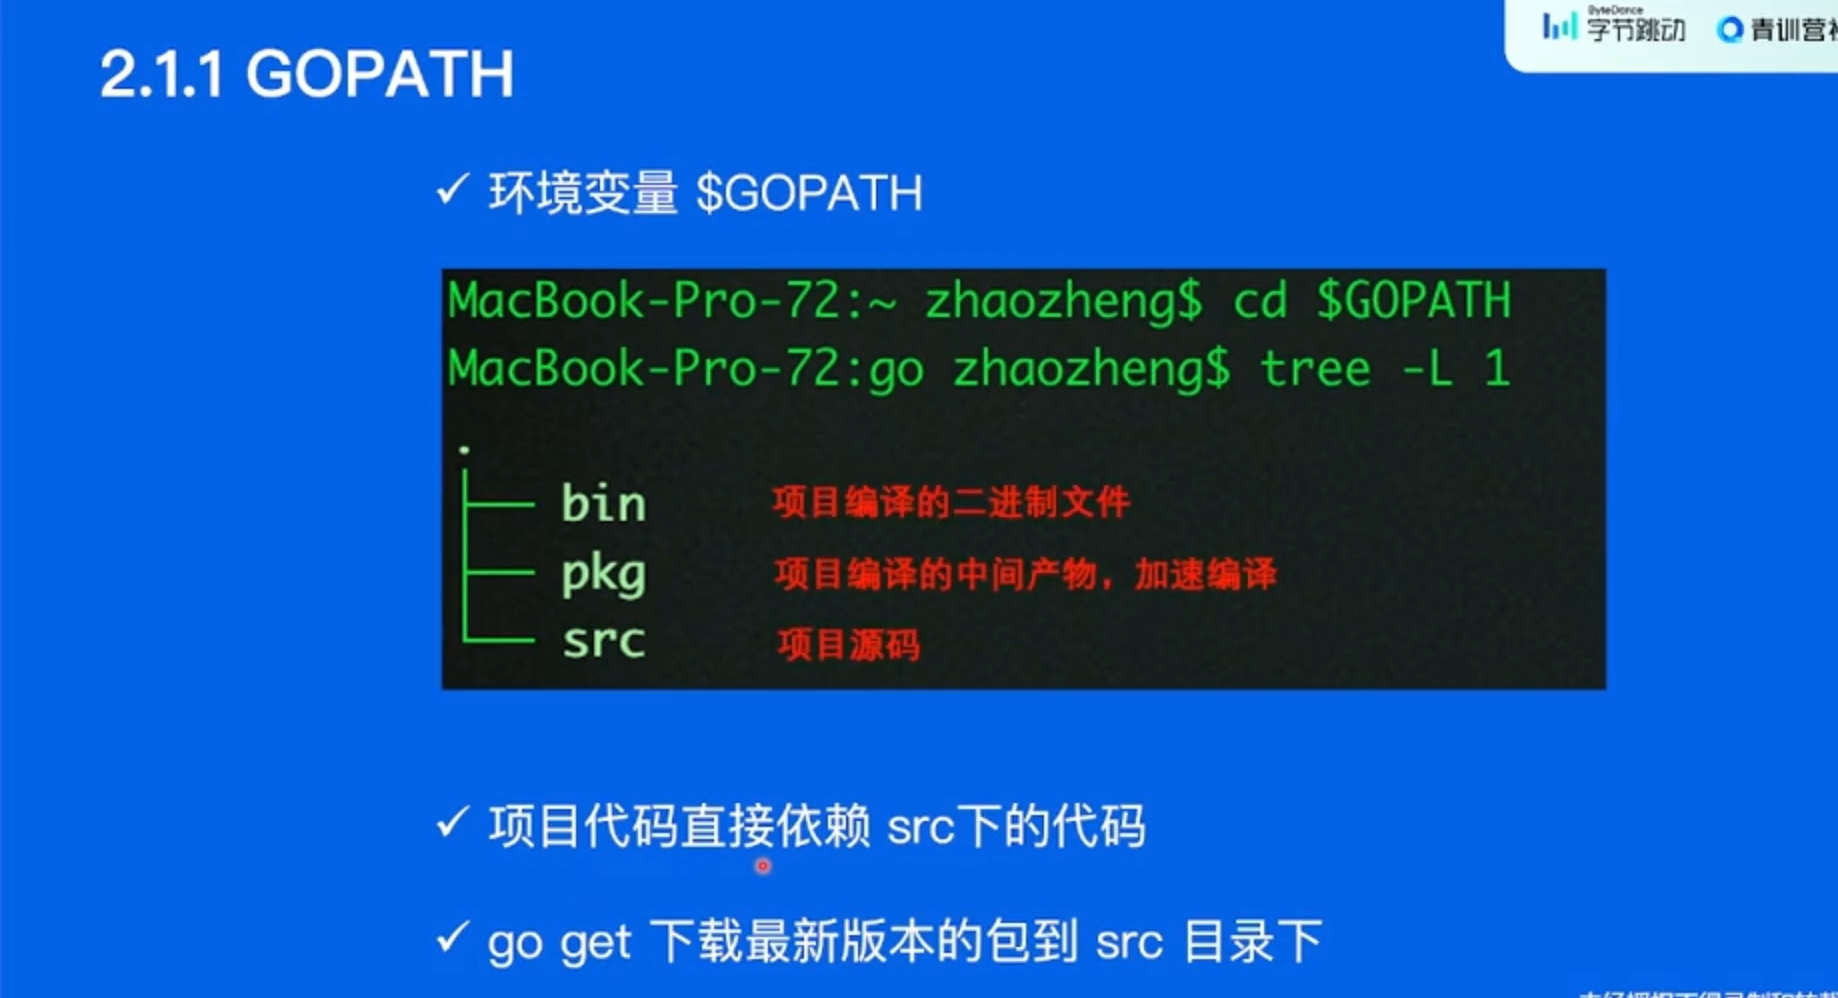 ByteDance
字节跳动 青训营
2.1.1 GOPATH
✓ 环境变量 $GOPATH
MacBook-Pro-72:~ zhaozheng$ cd $GOPATH
MacBook-Pro-72:go zhaozheng$ tree -L 1
.
├── bin 项目编译的二进制文件
├── pkg 项目编译的中间产物，加速编译
└── src 项目源码
✓ 项目代码直接依赖 src下的代码
✓ go get 下载最新版本的包到 src 目录下